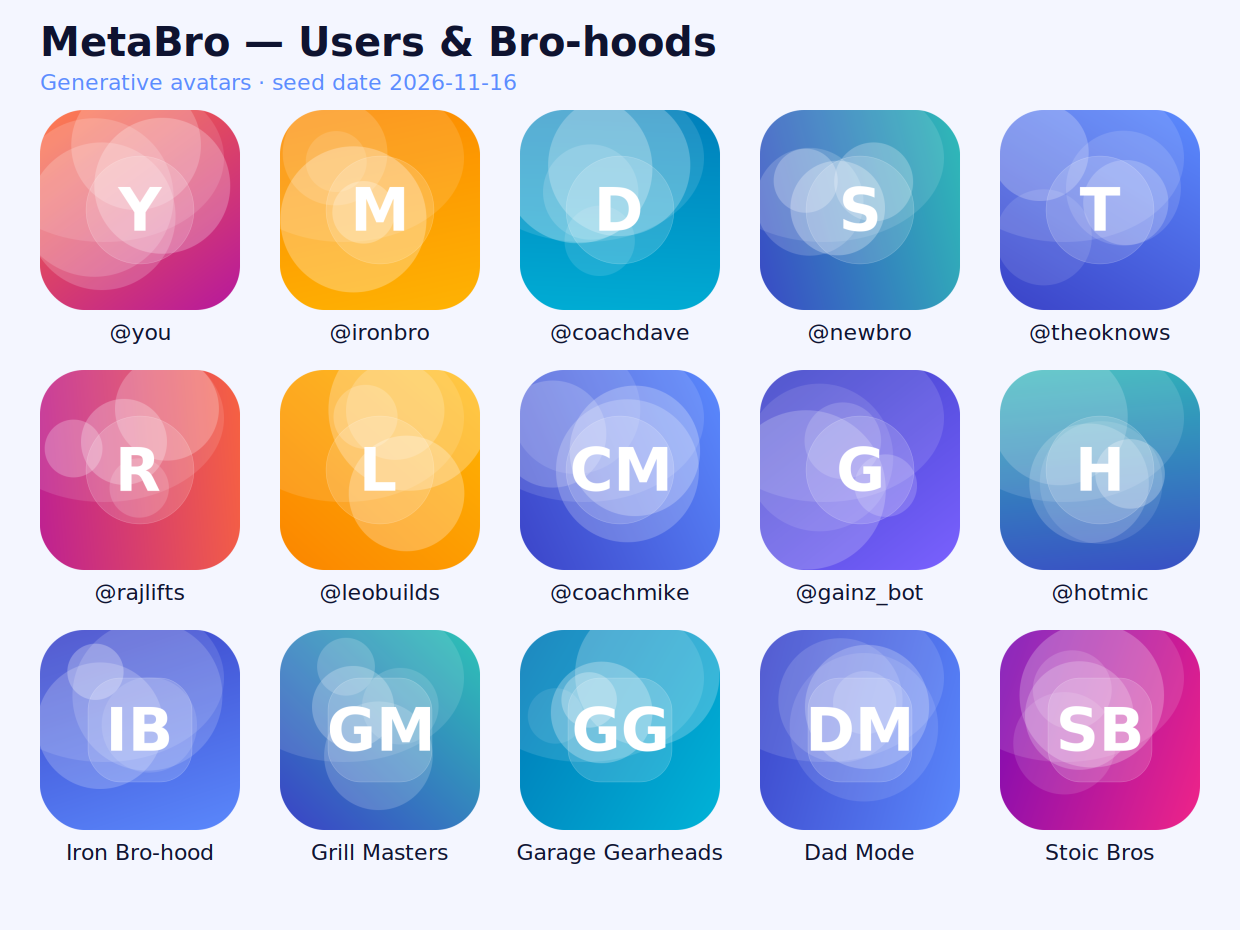 MetaBro — Users & Bro-hoods
Generative avatars · seed date 2026-11-16
Y M D S T
@you @ironbro @coachdave @newbro @theoknows
R L CM G H
@rajlifts @leobuilds @coachmike @gainz_bot @hotmic
IB GM GG DM SB
Iron Bro-hood Grill Masters Garage Gearheads Dad Mode Stoic Bros